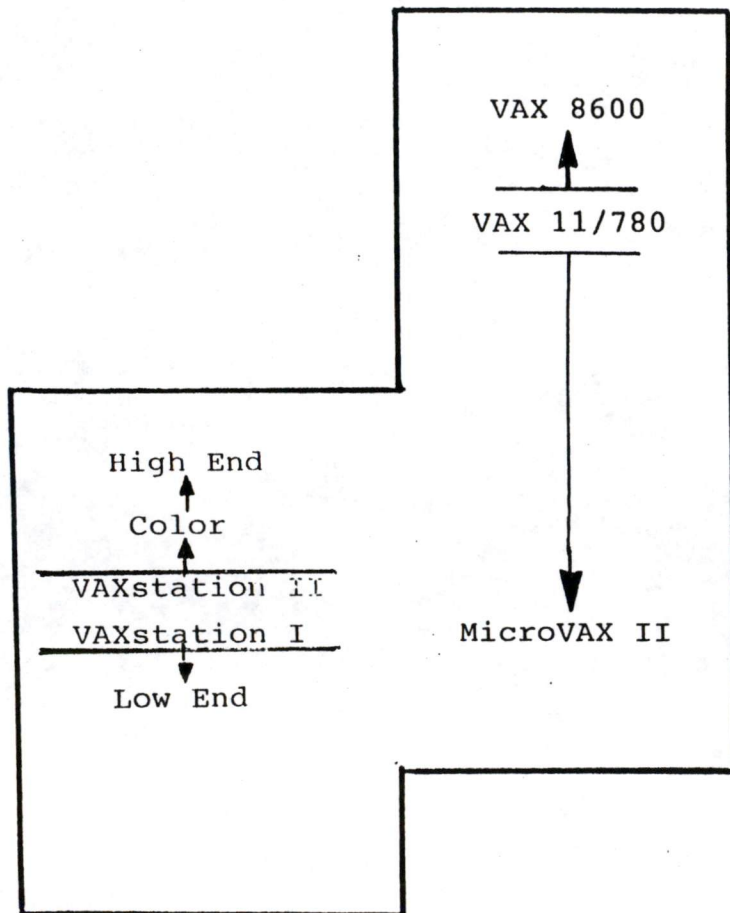 VAX 8600
VAX 11/780
High End
Color
VAXstation II
VAXstation I
MicroVAX II
Low End